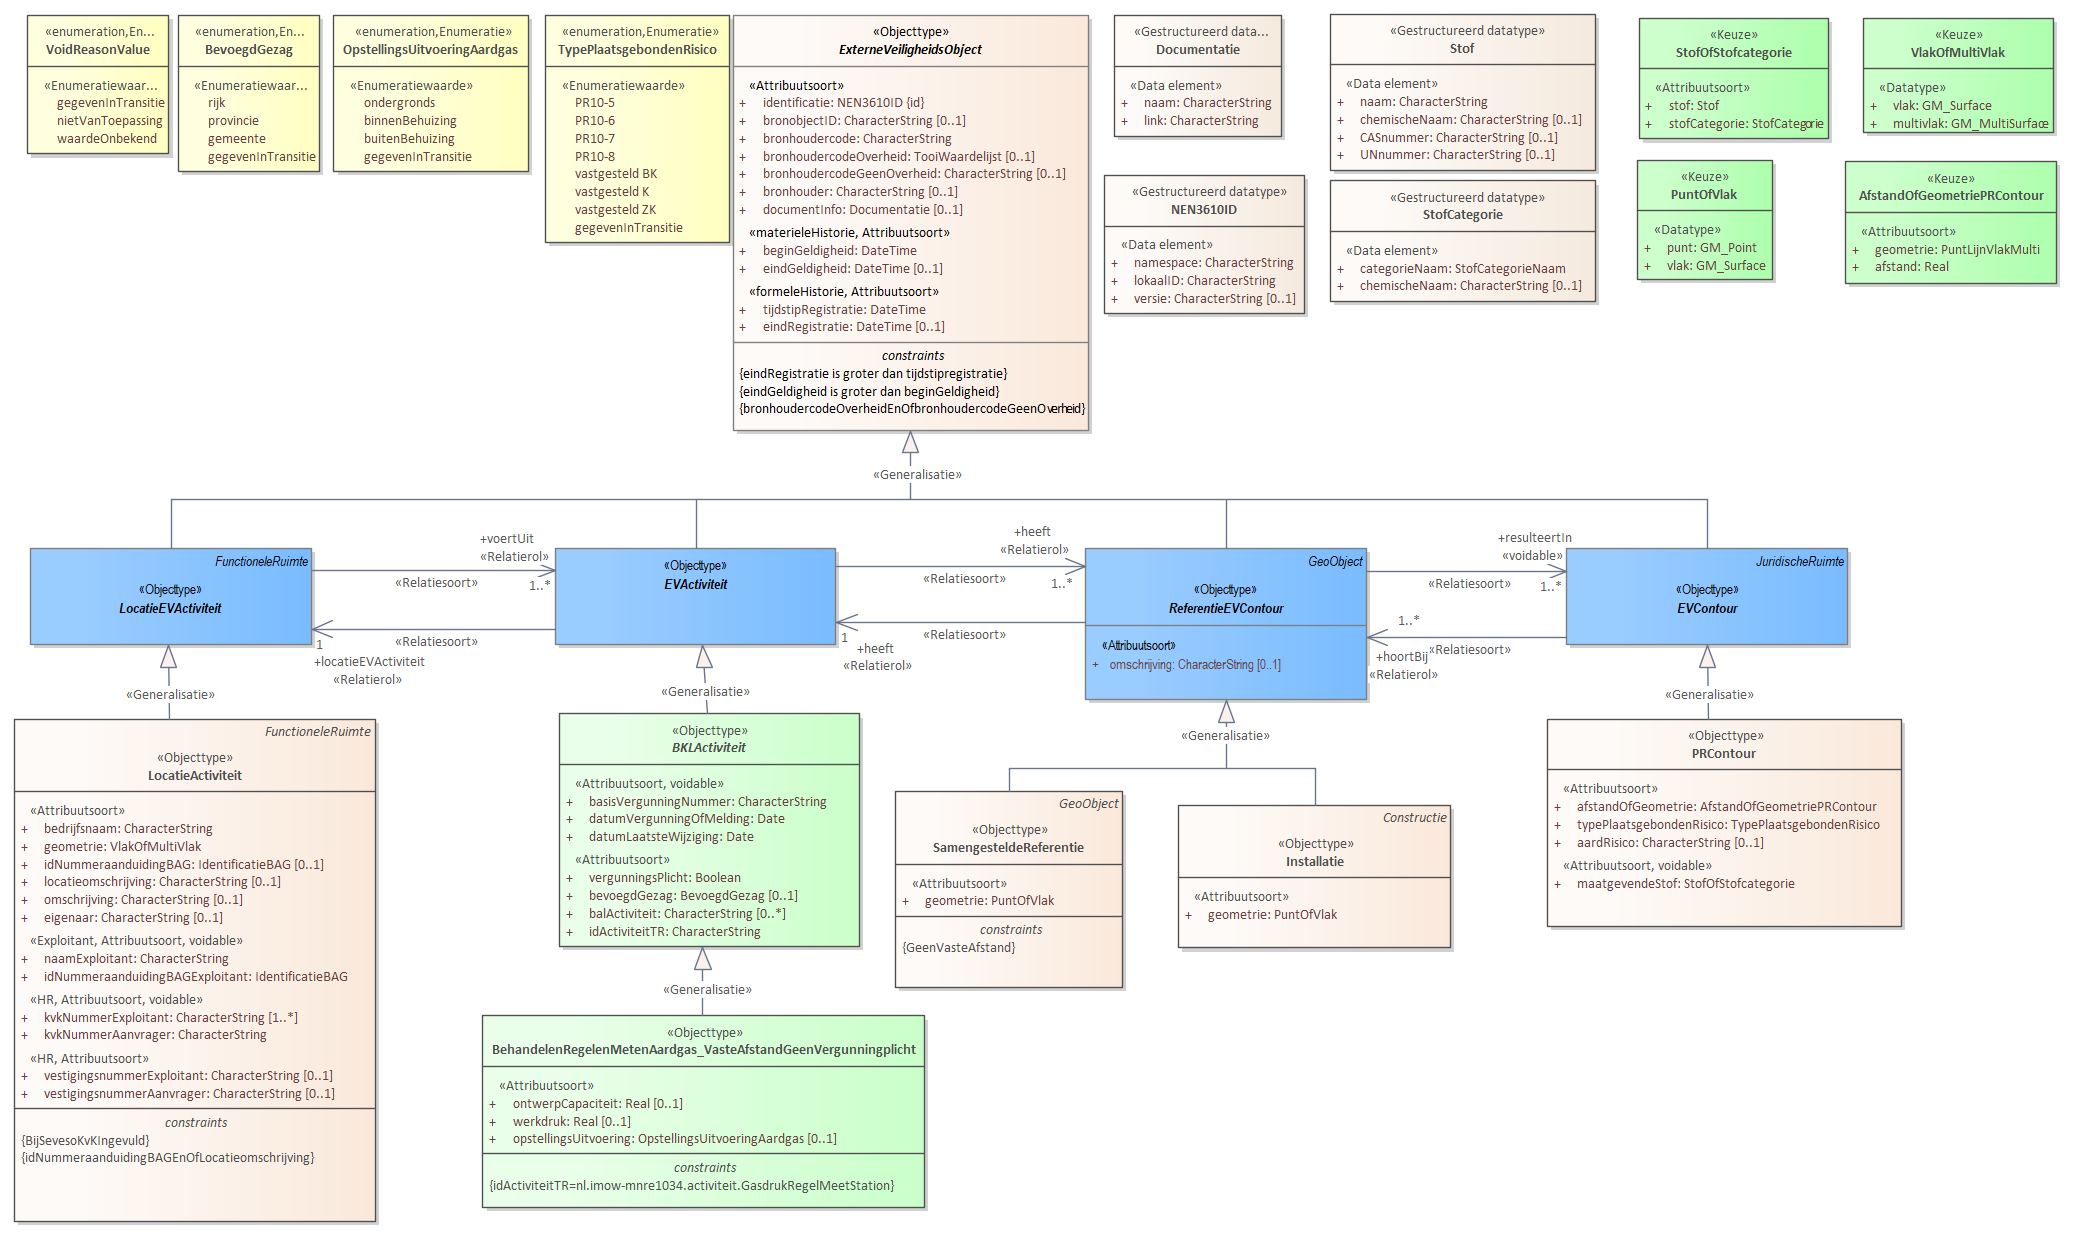 «enumeration,En...
VoidReasonValue
«Enumeratiewaar...
gegevenInTransitie
nietVanToepassing
waardeOnbekend
«enumeration,Enu...
BevoegdGezag
«Enumeratiewaar...
rijk
provincie
gemeente
gegevenInTransitie
«enumeration,Enumeratie»
OpstellingsUitvoeringAardgas
«Enumeratiewaarde»
ondergronds
binnenBehuizing
buitenBehuizing
gegevenInTransitie
«enumeration,Enumeratie»
TypePlaatsgebondenRisico
«Enumeratiewaarde»
PR10-5
PR10-6
PR10-7
PR10-8
vastgesteld BK
vastgesteld K
vastgesteld ZK
gegevenInTransitie
«Objecttype»
ExterneVeiligheidsObject
«Attribuutsoort»
+ identificatie: NEN3610ID {id}
+ bronobjectID: CharacterString [0..1]
+ bronhoudercode: CharacterString
+ bronhoudercodeOverheid: TooiWaardelijst [0..1]
+ bronhoudercodeGeenOverheid: CharacterString [0..1]
+ bronhouder: CharacterString [0..1]
+ documentInfo: Documentatie [0..1]
«materieleHistorie, Attribuutsoort»
+ beginGeldigheid: DateTime
+ eindGeldigheid: DateTime [0..1]
«formeleHistorie, Attribuutsoort»
+ tijdstipRegistratie: DateTime
+ eindRegistratie: DateTime [0..1]
constraints
{eindRegistratie is groter dan tijdstipregistratie}
{eindGeldigheid is groter dan beginGeldigheid}
{bronhoudercodeOverheidEnOfbronhoudercodeGeenOverheid}
«Gestructureerd data...
Documentatie
«Data element»
+ naam: CharacterString
+ link: CharacterString
«Gestructureerd datatype»
NEN3610ID
«Data element»
+ namespace: CharacterString
+ lokaalID: CharacterString
+ versie: CharacterString [0..1]
«Gestructureerd datatype»
Stof
«Data element»
+ naam: CharacterString
+ chemischeNaam: CharacterString [0..1]
+ CASnummer: CharacterString [0..1]
+ UNnummer: CharacterString [0..1]
«Gestructureerd datatype»
StofCategorie
«Data element»
+ categorieNaam: StofCategorieNaam
+ chemischeNaam: CharacterString [0..1]
«Keuze»
StofOfStofcategorie
«Attribuutsoort»
+ stof: Stof
+ stofCategorie: StofCategorie
«Keuze»
VlakOfMultiVlak
«Datatype»
+ vlak: GM_Surface
+ multivlak: GM_MultiSurface
«Keuze»
PuntOfVlak
«Datatype»
+ punt: GM_Point
+ vlak: GM_Surface
«Keuze»
AfstandOfGeometriePRContour
«Attribuutsoort»
+ geometrie: PuntLijnVlakMulti
+ afstand: Real
«Generalisatie»
FunctioneleRuimte
«Objecttype»
LocatieEVActiviteit
+voertUit
«Relatierol»
«Relatiesoort»
1..*
«Relatiesoort»
1
+locatieEVActiviteit
«Relatierol»
«Objecttype»
EVActiviteit
+heeft
«Relatierol»
«Relatiesoort»
1..*
«Relatiesoort»
1
+heeft
«Relatierol»
GeoObject
«Objecttype»
ReferentieEVContour
«Attribuutsoort»
+ omschrijving: CharacterString [0..1]
+resulteertIn
«voidable»
«Relatiesoort»
1..*
1..*
«Relatiesoort»
+hoortBij
«Relatierol»
JuridischeRuimte
«Objecttype»
EVContour
«Generalisatie»
«Generalisatie»
«Generalisatie»
«Generalisatie»
FunctioneleRuimte
«Objecttype»
LocatieActiviteit
«Attribuutsoort»
+ bedrijfsnaam: CharacterString
+ geometrie: VlakOfMultiVlak
+ idNummeraanduidingBAG: IdentificatieBAG [0..1]
+ locatieomschrijving: CharacterString [0..1]
+ omschrijving: CharacterString [0..1]
+ eigenaar: CharacterString [0..1]
«Exploitant, Attribuutsoort, voidable»
+ naamExploitant: CharacterString
+ idNummeraanduidingBAGExploitant: IdentificatieBAG
«HR, Attribuutsoort, voidable»
+ kvkNummerExploitant: CharacterString [1..*]
+ kvkNummerAanvrager: CharacterString
«HR, Attribuutsoort»
+ vestigingsnummerExploitant: CharacterString [0..1]
+ vestigingsnummerAanvrager: CharacterString [0..1]
constraints
{BijSevesoKvKIngevuld}
{idNummeraanduidingBAGEnOfLocatieomschrijving}
«Objecttype»
BKLActiviteit
«Attribuutsoort, voidable»
+ basisVergunningNummer: CharacterString
+ datumVergunningOfMelding: Date
+ datumLaatsteWijziging: Date
«Attribuutsoort»
+ vergunningsPlicht: Boolean
+ bevoegdGezag: BevoegdGezag [0..1]
+ balActiviteit: CharacterString [0..*]
+ idActiviteitTR: CharacterString
«Generalisatie»
«Objecttype»
BehandelenRegelenMetenAardgas_VasteAfstandGeenVergunningplicht
«Attribuutsoort»
+ ontwerpCapaciteit: Real [0..1]
+ werkdruk: Real [0..1]
+ opstellingsUitvoering: OpstellingsUitvoeringAardgas [0..1]
constraints
{idActiviteitTR=nl.imow-mnre1034.activiteit.GasdrukRegelMeetStation}
GeoObject
«Objecttype»
SamengesteldeReferentie
«Attribuutsoort»
+ geometrie: PuntOfVlak
constraints
{GeenVasteAfstand}
Constructie
«Objecttype»
Installatie
«Attribuutsoort»
+ geometrie: PuntOfVlak
«Objecttype»
PRContour
«Attribuutsoort»
+ afstandOfGeometrie: AfstandOfGeometriePRContour
+ typePlaatsgebondenRisico: TypePlaatsgebondenRisico
+ aardRisico: CharacterString [0..1]
«Attribuutsoort, voidable»
+ maatgevendeStof: StofOfStofcategorie